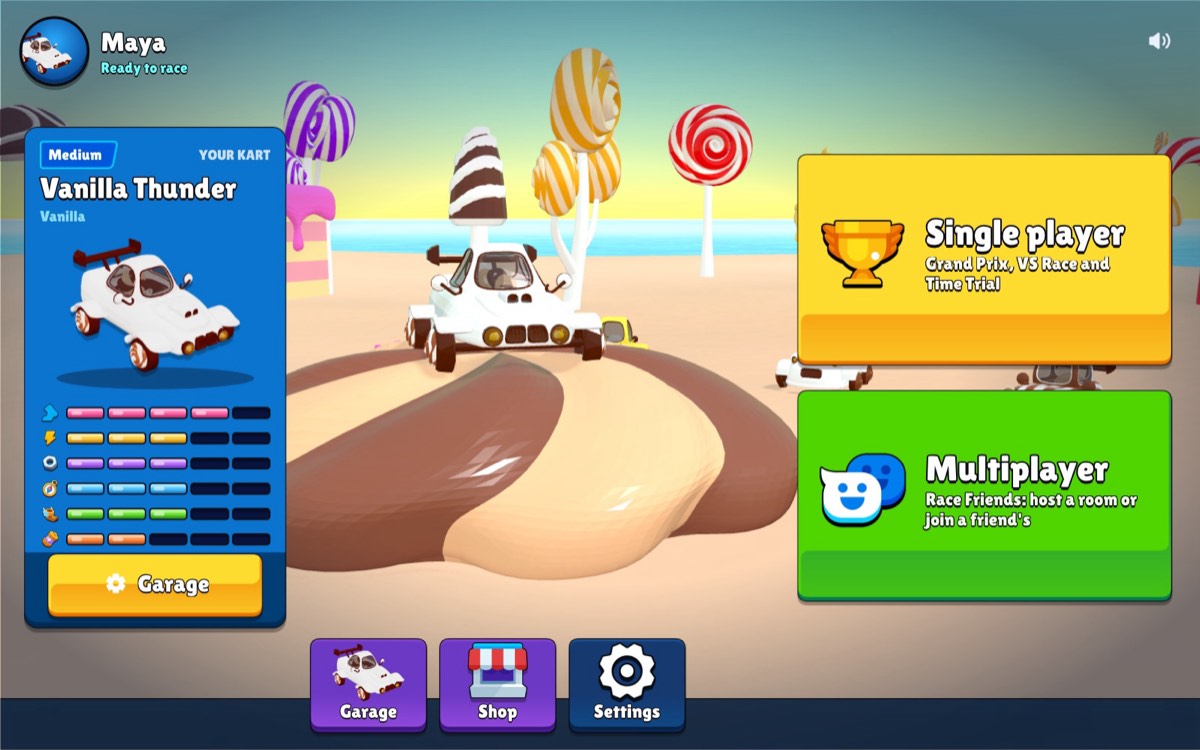 Maya
Ready to race
Medium
YOUR KART
Vanilla Thunder
Vanilla
Garage
Single player
Grand Prix, VS Race and
Time Trial
Multiplayer
Race Friends: host a room or
join a friend's
Garage
Shop
Settings